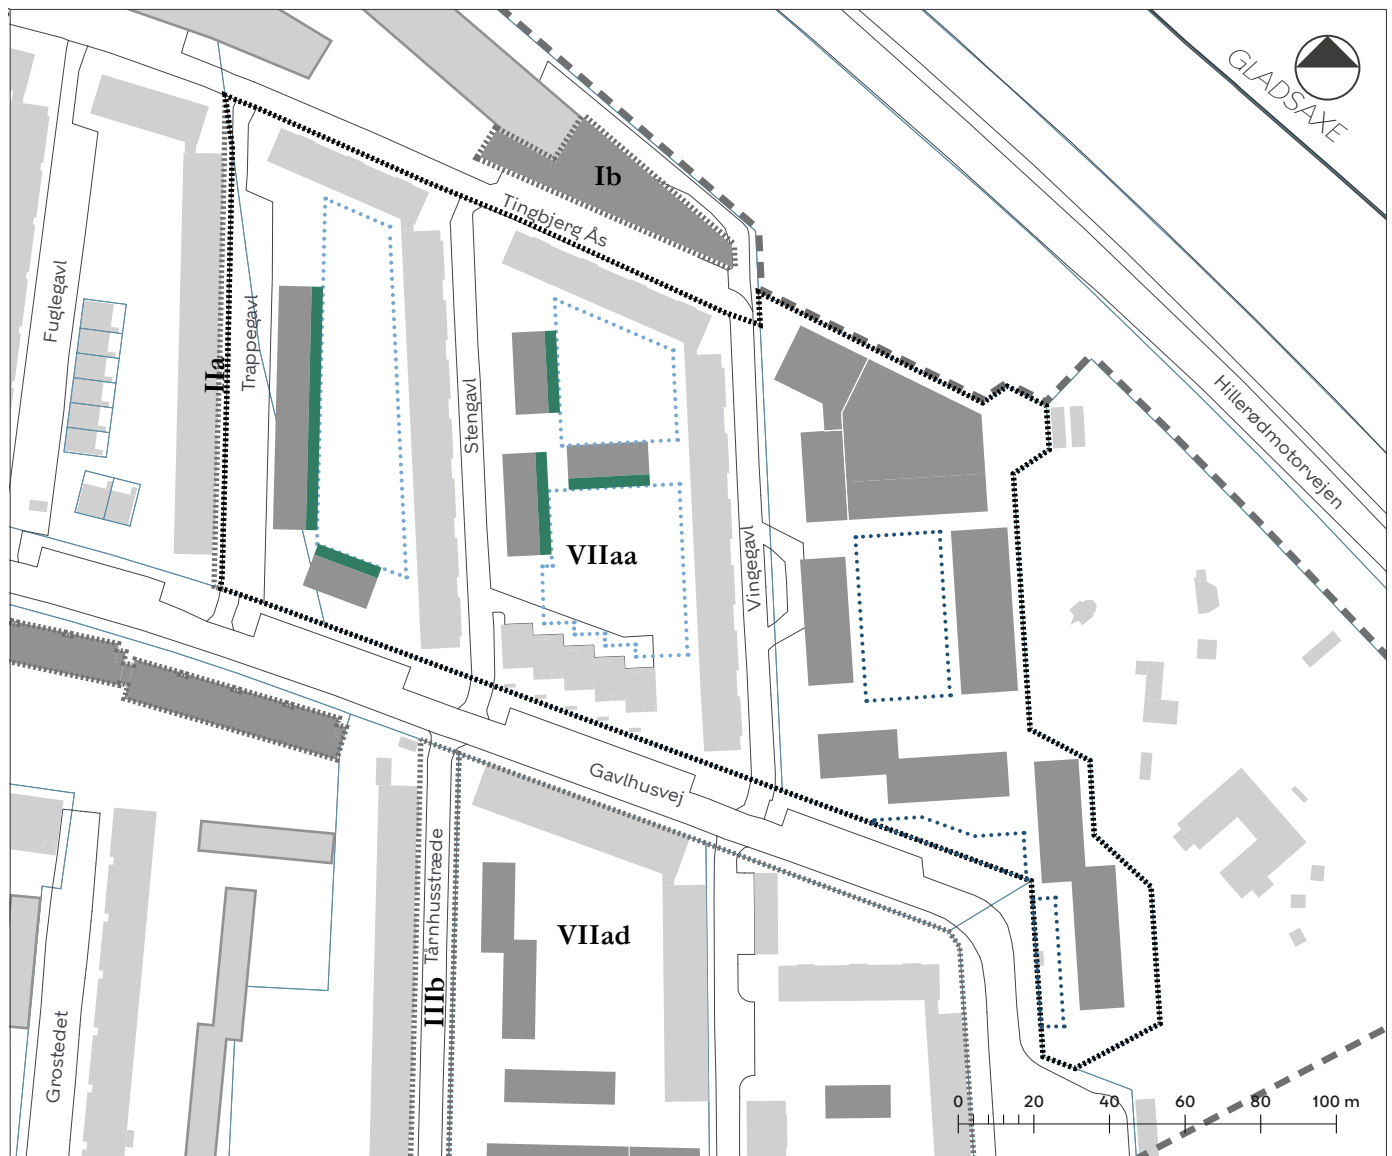 GLADSAXE
Ib
Tingbjerg Ås
Fuglegavl
IIa
Trappegavl
Stengavl
Hillerødmotorvejen
VIIaa
Vingegavl
Gavlhusvej
Tårnhusstræde
IIIb
VIIad
Grostedet
0 20 40 60 80 100 m